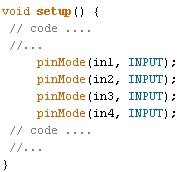 void setup() {
// code ....
//...
pinMode(in1, INPUT);
pinMode(in2, INPUT);
pinMode(in3, INPUT);
pinMode(in4, INPUT);
// code ....
//...
}